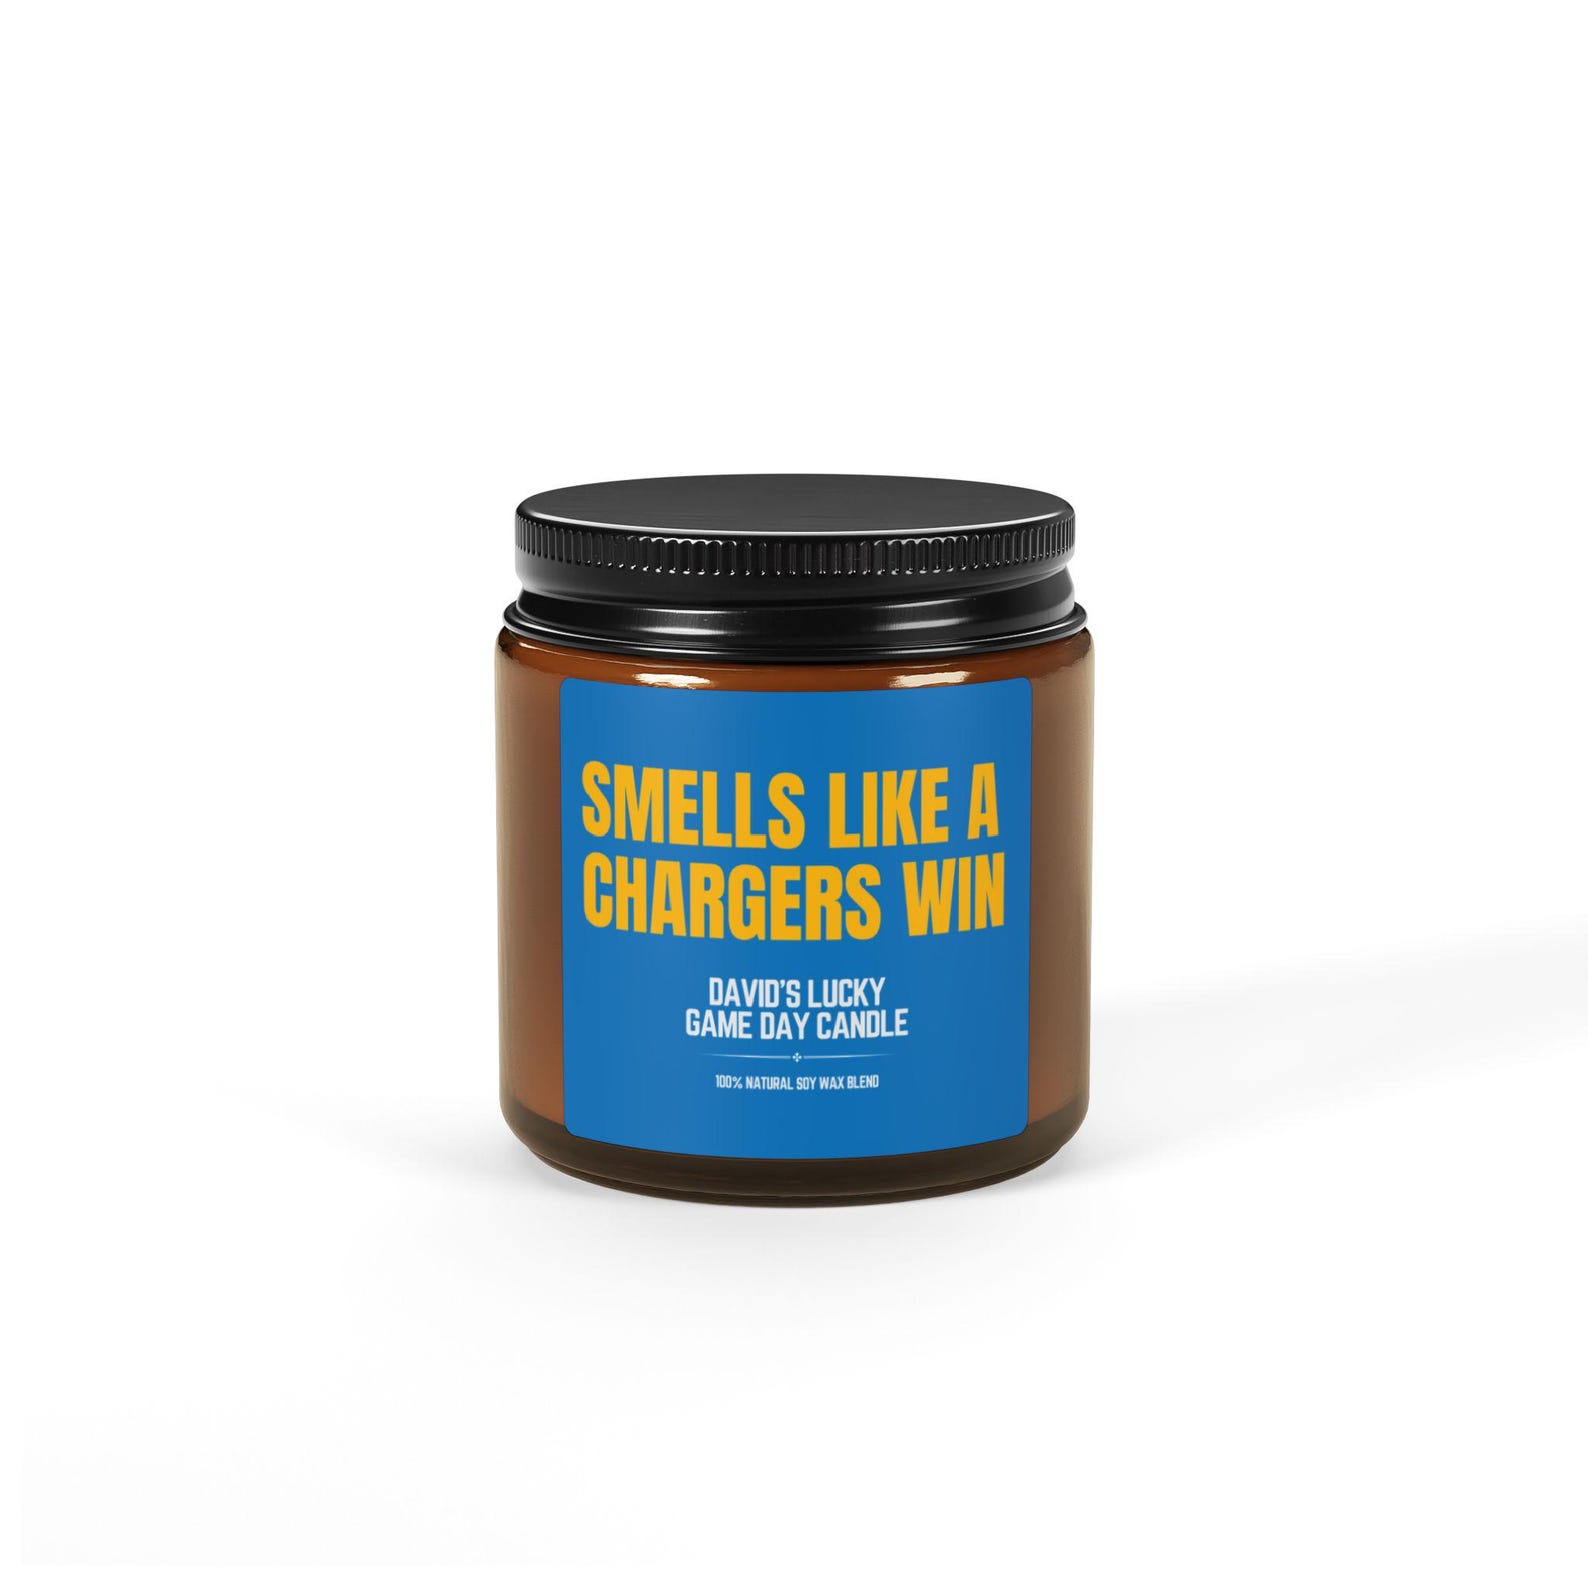 SMELLS LIKE A
CHARGERS WIN
DAVID'S LUCKY
GAME DAY CANDLE
100% NATURAL SOY WAX BLEND